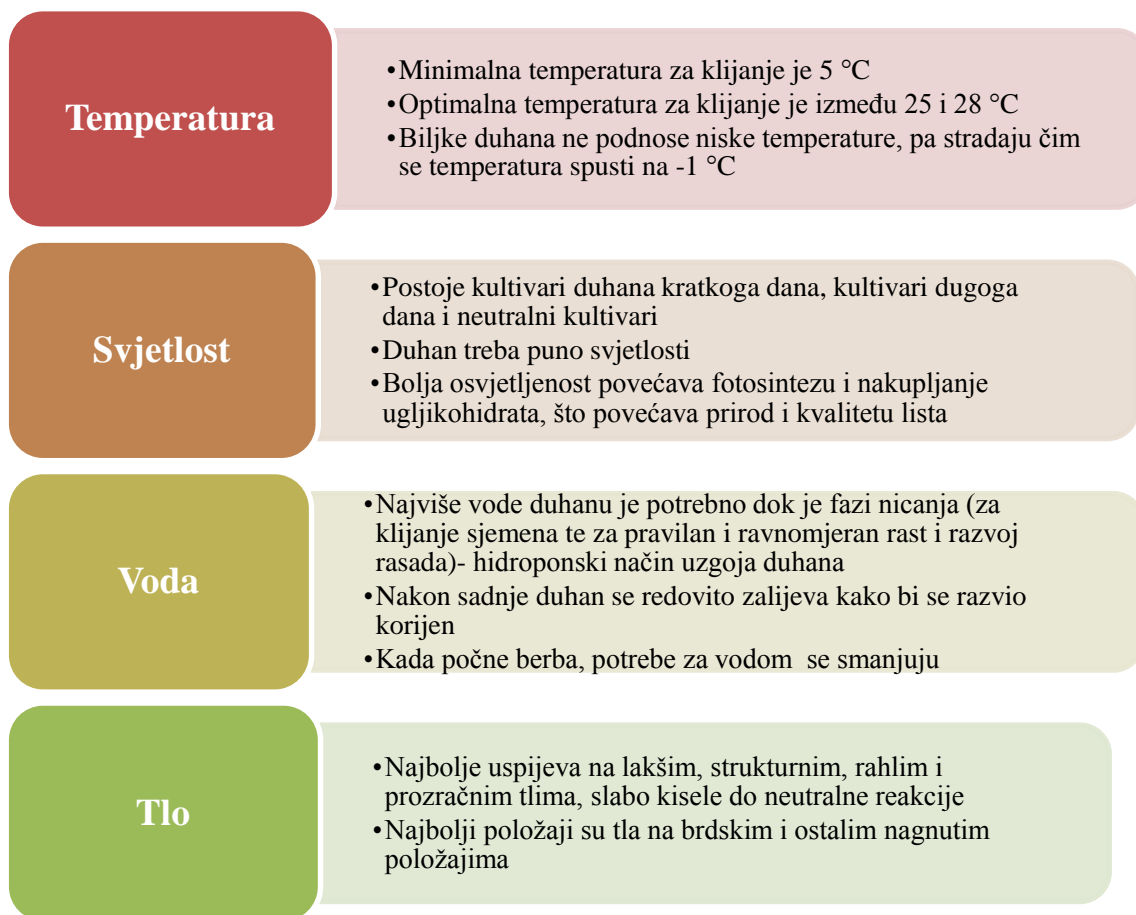 Temperatura
•Minimalna temperatura za klijanje je 5 °C
•Optimalna temperatura za klijanje je između 25 i 28 °C
•Biljke duhana ne podnose niske temperature, pa stradaju čim
se temperatura spusti na -1 °C
Svjetlost
•Postoje kultivari duhana kratkoga dana, kultivari dugoga
dana i neutralni kultivari
•Duhan treba puno svjetlosti
•Bolja osvjetljenost povećava fotosintezu i nakupljanje
ugljikohidrata, što povećava prirod i kvalitetu lista
Voda
•Najviše vode duhanu je potrebno dok je fazi nicanja (za
klijanje sjemena te za pravilan i ravnomjeran rast i razvoj
rasada)- hidroponski način uzgoja duhana
•Nakon sadnje duhan se redovito zalijeva kako bi se razvio
korijen
•Kada počne berba, potrebe za vodom  se smanjuju
Tlo
•Najbolje uspijeva na lakšim, strukturnim, rahlim i
prozračnim tlima, slabo kisele do neutralne reakcije
•Najbolji položaji su tla na brdskim i ostalim nagnutim
položajima